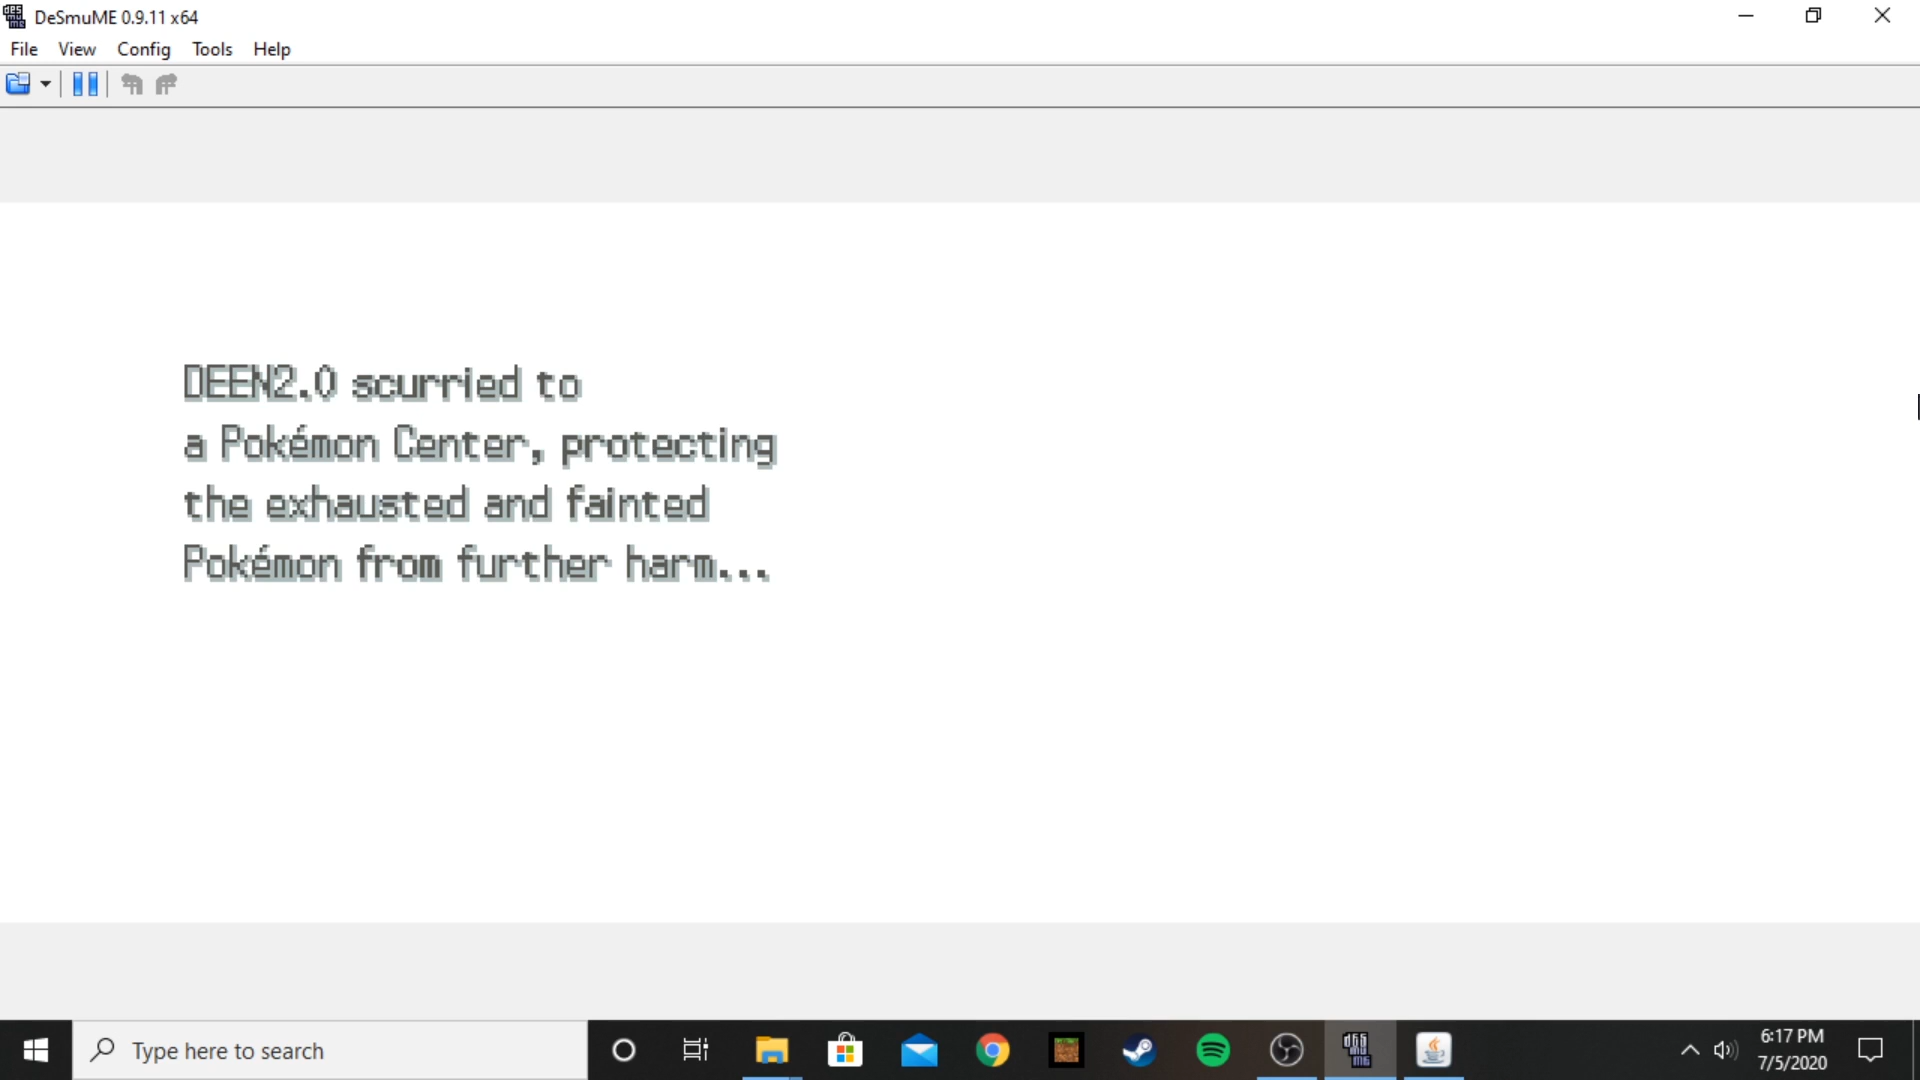 DeSmuME 0.9.11 x64
File View Config Tools Help
DEEN2.0 scurried to
a Pokémon Center, protecting
the exhausted and fainted
Pokémon from further harm...
Type here to search
6:17 PM
7/5/2020